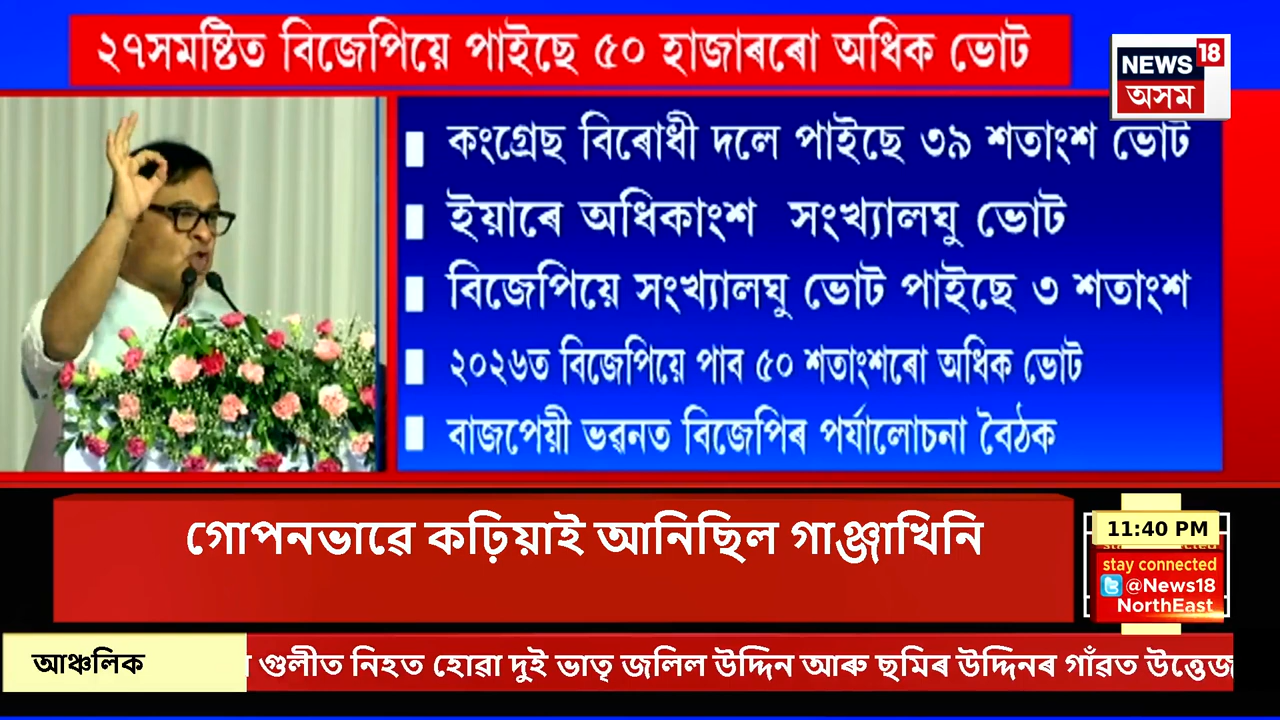 ২৭সমষ্টিত বিজেপিয়ে পাইছে ৫০ হাজাৰৰো অধিক ভোট
NEWS 18
অসম
কংগ্ৰেছ বিৰোধী দলে পাইছে ৩৯ শতাংশ ভোট
ইয়াৰে অধিকাংশ সংখ্যালঘু ভোট
বিজেপিয়ে সংখ্যালঘু ভোট পাইছে ৩ শতাংশ
২০২৬ত বিজেপিয়ে পাব ৫০ শতাংশৰো অধিক ভোট
বাজপেয়ী ভৱনত বিজেপিৰ পৰ্যালোচনা বৈঠক
গোপনভাৱে কঢ়িয়াই আনিছিল গাঞ্জাখিনি
11:40 PM
stay connected
@News18
NorthEast
আঞ্চলিক
গুলীত নিহত হোৱা দুই ভাতৃ জলিল উদ্দিন আৰু ছমিৰ উদ্দিনৰ গাঁৱত